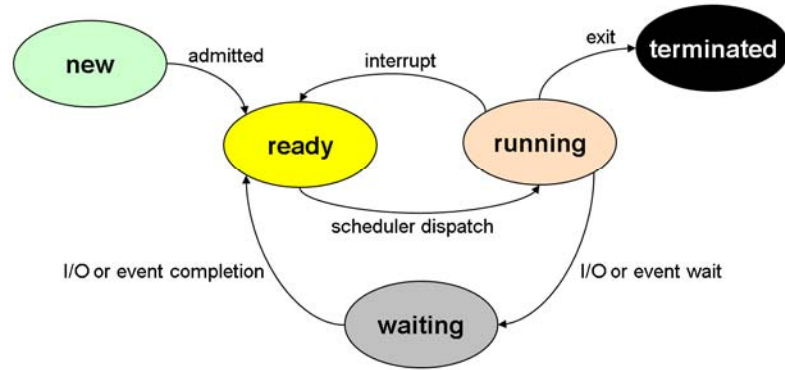 new
admitted
interrupt
exit
terminated
ready
running
scheduler dispatch
I/O or event completion
I/O or event wait
waiting